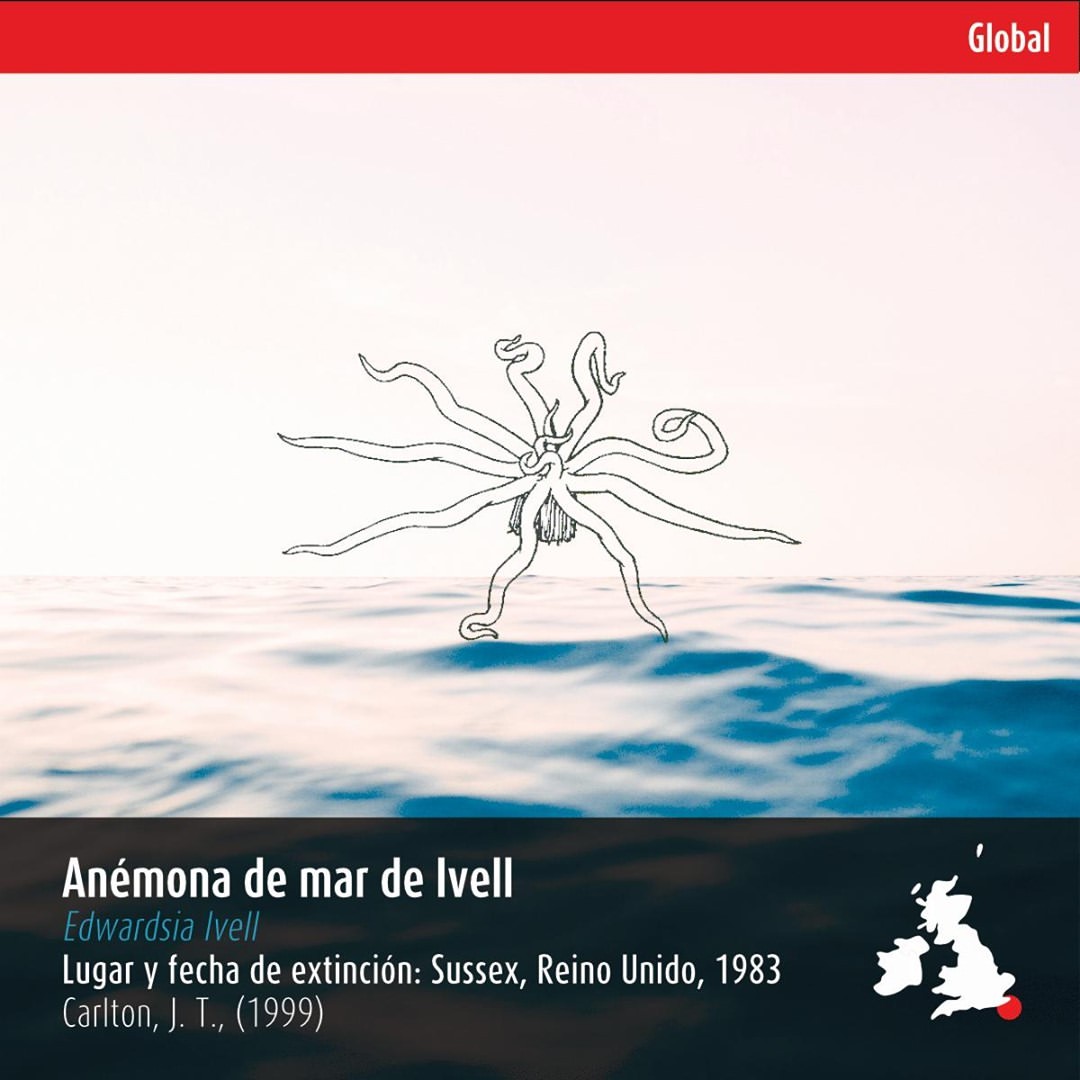 Global
Anémona de mar de Ivell
Edwardsia Ivell
Lugar y fecha de extinción: Sussex, Reino Unido, 1983
Carlton, J. T., (1999)